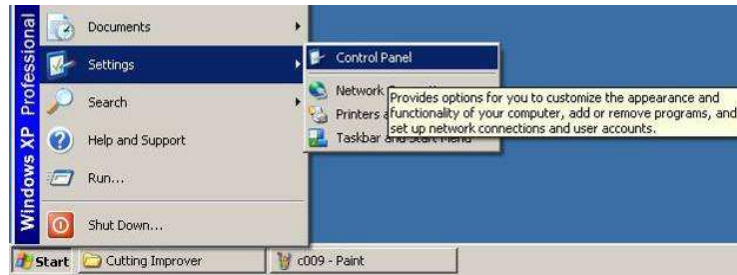 Windows XP Professional
Documents
Settings
Search
Help and Support
Run...
Shut Down...
Control Panel
Network
Printers
Taskbar and Start Menu
Provides options for you to customize the appearance and
functionality of your computer, add or remove programs, and
set up network connections and user accounts.
Start
Cutting Improver
c009 - Paint